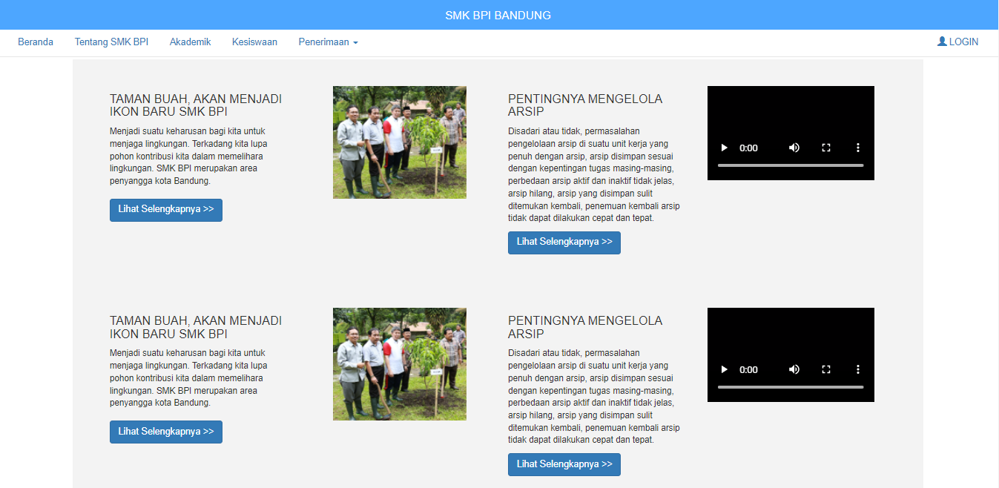 SMK BPI BANDUNG
Beranda
Tentang SMK BPI
Akademik
Kesiswaan
Penerimaan
LOGIN
TAMAN BUAH, AKAN MENJADI
IKON BARU SMK BPI
Menjadi suatu keharusan bagi kita untuk
menjaga lingkungan. Terkadang kita lupa
pohon kontribusi kita dalam memelihara
lingkungan. SMK BPI merupakan area
penyangga kota Bandung.
Lihat Selengkapnya >>
PENTINGNYA MENGELOLA
ARSIP
Disadari atau tidak, permasalahan
pengelolaan arsip di suatu unit kerja yang
penuh dengan arsip, arsip disimpan sesuai
dengan kepentingan tugas masing-masing,
perbedaan arsip aktif dan inaktif tidak jelas,
arsip hilang, arsip yang disimpan sulit
ditemukan kembali, penemuan kembali arsip
tidak dapat dilakukan cepat dan tepat.
Lihat Selengkapnya >>
0:00
TAMAN BUAH, AKAN MENJADI
IKON BARU SMK BPI
Menjadi suatu keharusan bagi kita untuk
menjaga lingkungan. Terkadang kita lupa
pohon kontribusi kita dalam memelihara
lingkungan. SMK BPI merupakan area
penyangga kota Bandung.
Lihat Selengkapnya >>
PENTINGNYA MENGELOLA
ARSIP
Disadari atau tidak, permasalahan
pengelolaan arsip di suatu unit kerja yang
penuh dengan arsip, arsip disimpan sesuai
dengan kepentingan tugas masing-masing,
perbedaan arsip aktif dan inaktif tidak jelas,
arsip hilang, arsip yang disimpan sulit
ditemukan kembali, penemuan kembali arsip
tidak dapat dilakukan cepat dan tepat.
Lihat Selengkapnya >>
0:00